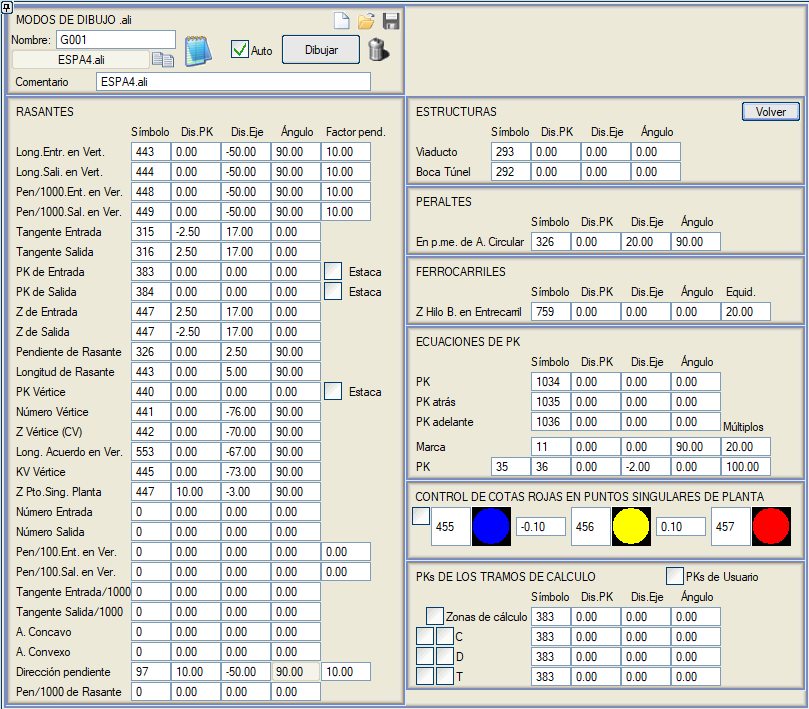 MODOS DE DIBUJO .ali
Nombre: G001
ESPA4.ali
Auto
Dibujar
Comentario ESPA4.ali
RASANTES
Símbolo Dis.PK Dis.Eje Ángulo Factor pend.
Long.Entr. en Vert. 443 0.00 -50.00 90.00 10.00
Long.Sali. en Vert. 444 0.00 -50.00 90.00 10.00
Pen/1000.Ent. en Ver. 448 0.00 -50.00 90.00 10.00
Pen/1000.Sal. en Ver. 449 0.00 -50.00 90.00 10.00
Tangente Entrada 315 -2.50 17.00 0.00
Tangente Salida 316 2.50 17.00 0.00
PK de Entrada 383 0.00 0.00 0.00 Estaca
PK de Salida 384 0.00 0.00 0.00 Estaca
Z de Entrada 447 2.50 17.00 0.00
Z de Salida 447 -2.50 17.00 0.00
Pendiente de Rasante 326 0.00 2.50 90.00
Longitud de Rasante 443 0.00 5.00 90.00
PK Vértice 440 0.00 0.00 0.00 Estaca
Número Vértice 441 0.00 -76.00 90.00
Z Vértice (CV) 442 0.00 -70.00 90.00
Long. Acuerdo en Ver. 553 0.00 -67.00 90.00
KV Vértice 445 0.00 -73.00 90.00
Z Pto.Sing. Planta 447 10.00 -3.00 90.00
Número Entrada 0 0.00 0.00 0.00
Número Salida 0 0.00 0.00 0.00
Pen/100.Ent. en Ver. 0 0.00 0.00 0.00 0.00
Pen/100.Sal. en Ver. 0 0.00 0.00 0.00 0.00
Tangente Entrada/1000 0 0.00 0.00 0.00
Tangente Salida/1000 0 0.00 0.00 0.00
A. Concavo 0 0.00 0.00 0.00
A. Convexo 0 0.00 0.00 0.00
Dirección pendiente 97 10.00 -50.00 90.00 10.00
Pen/1000 de Rasante 0 0.00 0.00 0.00
ESTRUCTURAS Volver
Símbolo Dis.PK Dis.Eje Ángulo
Viaducto 293 0.00 0.00 0.00
Boca Túnel 292 0.00 0.00 0.00
PERALTES
Símbolo Dis.PK Dis.Eje Ángulo
En p.me. de A. Circular 326 0.00 20.00 90.00
FERROCARRILES
Símbolo Dis.PK Dis.Eje Ángulo Equid.
Z Hilo B. en Entrecarril 759 0.00 0.00 0.00 20.00
ECUACIONES DE PK
Símbolo Dis.PK Dis.Eje Ángulo
PK 1034 0.00 0.00 0.00
PK atrás 1035 0.00 0.00 0.00
PK adelante 1036 0.00 0.00 0.00
Múltiplos
Marca 11 0.00 0.00 90.00 20.00
PK 35 36 0.00 -2.00 0.00 100.00
CONTROL DE COTAS ROJAS EN PUNTOS SINGULARES DE PLANTA
455 -0.10 456 0.10 457
PKs DE LOS TRAMOS DE CALCULO PKs de Usuario
Símbolo Dis.PK Dis.Eje Ángulo
Zonas de cálculo 383 0.00 0.00 0.00
C 383 0.00 0.00 0.00
D 383 0.00 0.00 0.00
T 383 0.00 0.00 0.00